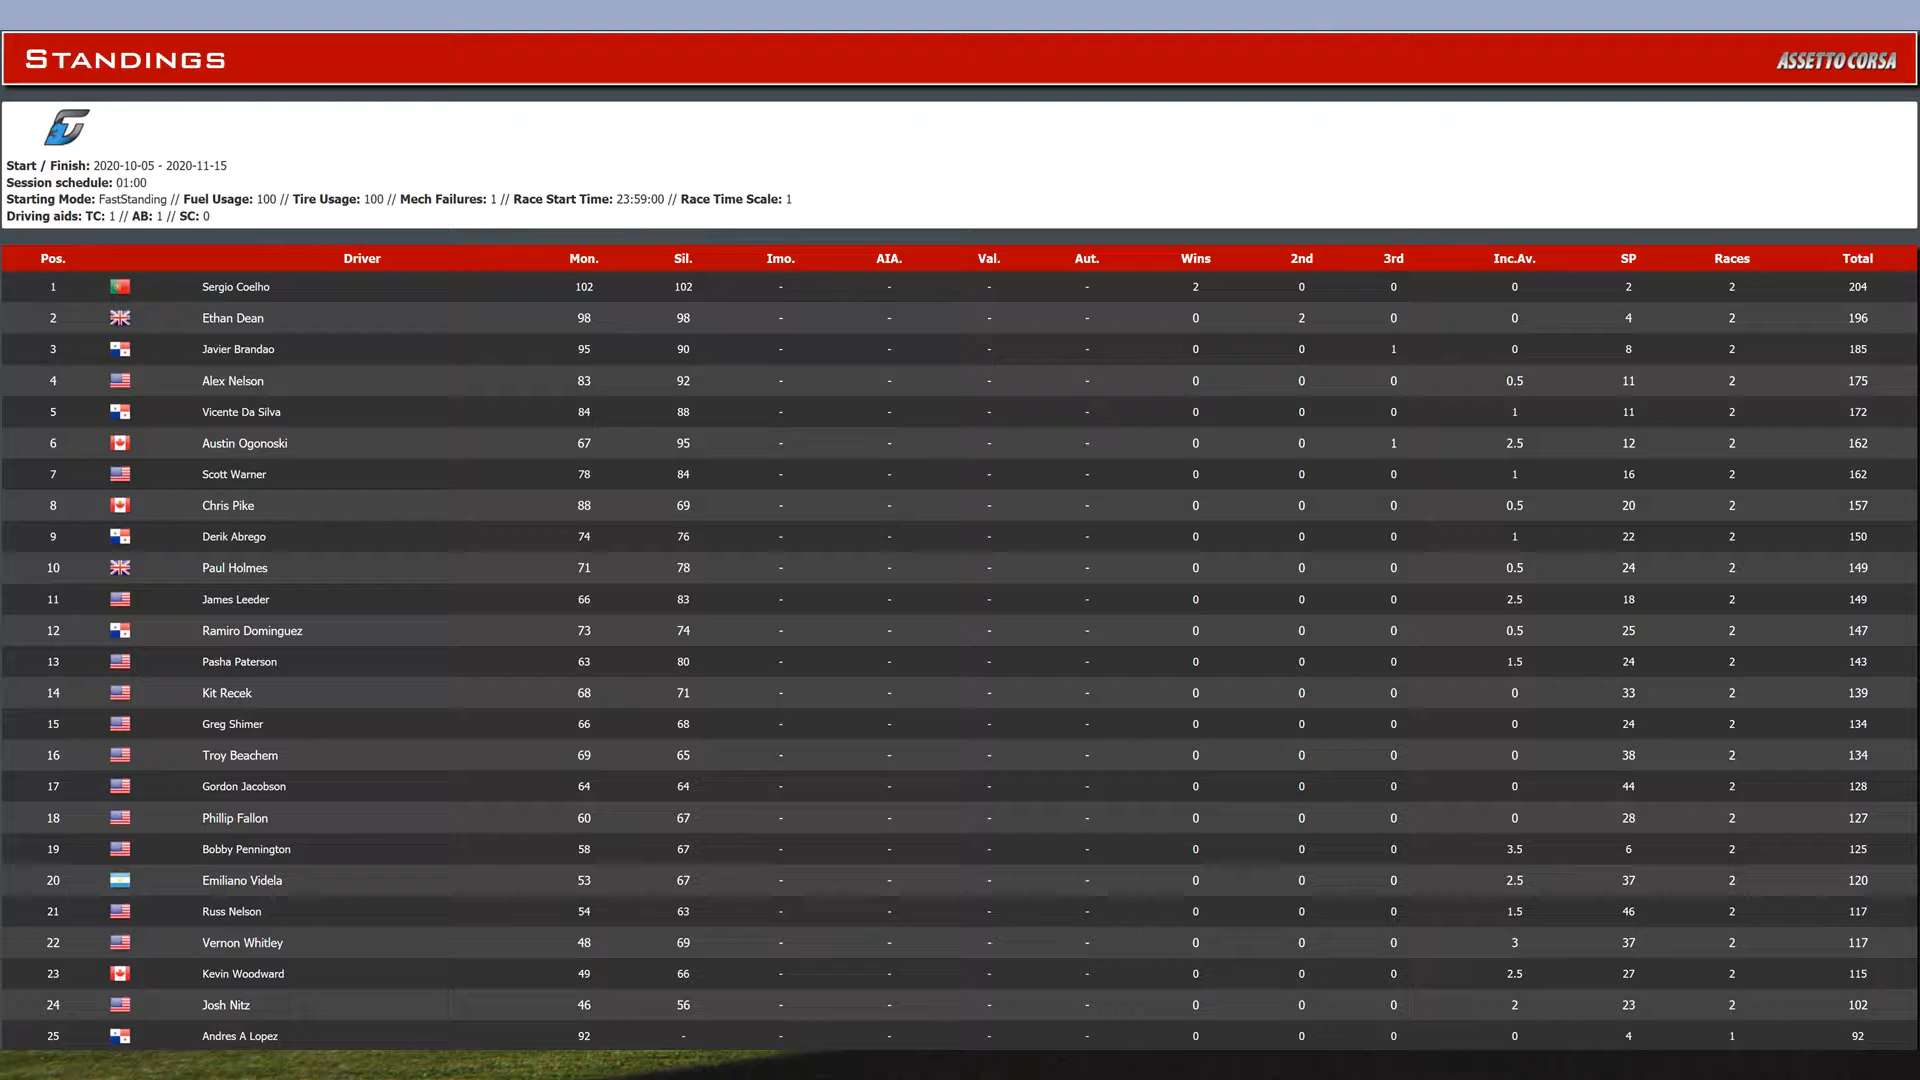 STANDINGS
ASSETTO CORSA
Start / Finish: 2020-10-05 - 2020-11-15
Session schedule: 01:00
Starting Mode: FastStanding // Fuel Usage: 100 // Tire Usage: 100 // Mech Failures: 1 // Race Start Time: 23:59:00 // Race Time Scale: 1
Driving aids: TC: 1 // AB: 1 // SC: 0
Pos. Driver Mon. Sil. Imo. AIA. Val. Aut. Wins 2nd 3rd Inc.Av. SP Races Total
1 Sergio Coelho 102 102 - - - - 2 0 0 0 2 2 204
2 Ethan Dean 98 98 - - - - 0 2 0 0 4 2 196
3 Javier Brandao 95 90 - - - - 0 0 1 0 8 2 185
4 Alex Nelson 83 92 - - - - 0 0 0 0.5 11 2 175
5 Vicente Da Silva 84 88 - - - - 0 0 0 1 11 2 172
6 Austin Ogonoski 67 95 - - - - 0 0 1 2.5 12 2 162
7 Scott Warner 78 84 - - - - 0 0 0 1 16 2 162
8 Chris Pike 88 69 - - - - 0 0 0 0.5 20 2 157
9 Derik Abrego 74 76 - - - - 0 0 0 1 22 2 150
10 Paul Holmes 71 78 - - - - 0 0 0 0.5 24 2 149
11 James Leeder 66 83 - - - - 0 0 0 2.5 18 2 149
12 Ramiro Dominguez 73 74 - - - - 0 0 0 0.5 25 2 147
13 Pasha Paterson 63 80 - - - - 0 0 0 1.5 24 2 143
14 Kit Recek 68 71 - - - - 0 0 0 0 33 2 139
15 Greg Shimer 66 68 - - - - 0 0 0 0 24 2 134
16 Troy Beachem 69 65 - - - - 0 0 0 0 38 2 134
17 Gordon Jacobson 64 64 - - - - 0 0 0 0 44 2 128
18 Phillip Fallon 60 67 - - - - 0 0 0 0 28 2 127
19 Bobby Pennington 58 67 - - - - 0 0 0 3.5 6 2 125
20 Emiliano Videla 53 67 - - - - 0 0 0 2.5 37 2 120
21 Russ Nelson 54 63 - - - - 0 0 0 1.5 46 2 117
22 Vernon Whitley 48 69 - - - - 0 0 0 3 37 2 117
23 Kevin Woodward 49 66 - - - - 0 0 0 2.5 27 2 115
24 Josh Nitz 46 56 - - - - 0 0 0 2 23 2 102
25 Andres A Lopez 92 - - - - - 0 0 0 0 4 1 92